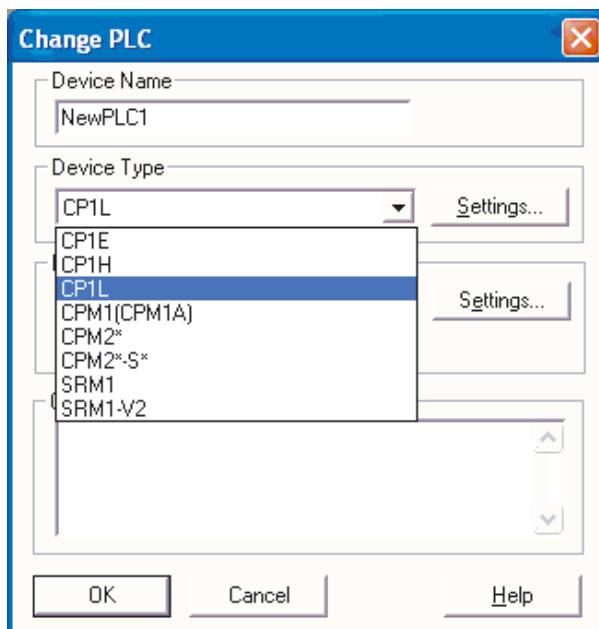 Change PLC
Device Name
NewPLC1
Device Type
CP1L
Settings...
CP1E
CP1H
CP1L
CPM1(CPM1A)
CPM2*
CPM2*-S*
SRM1
SRM1-V2
Settings...
OK
Cancel
Help